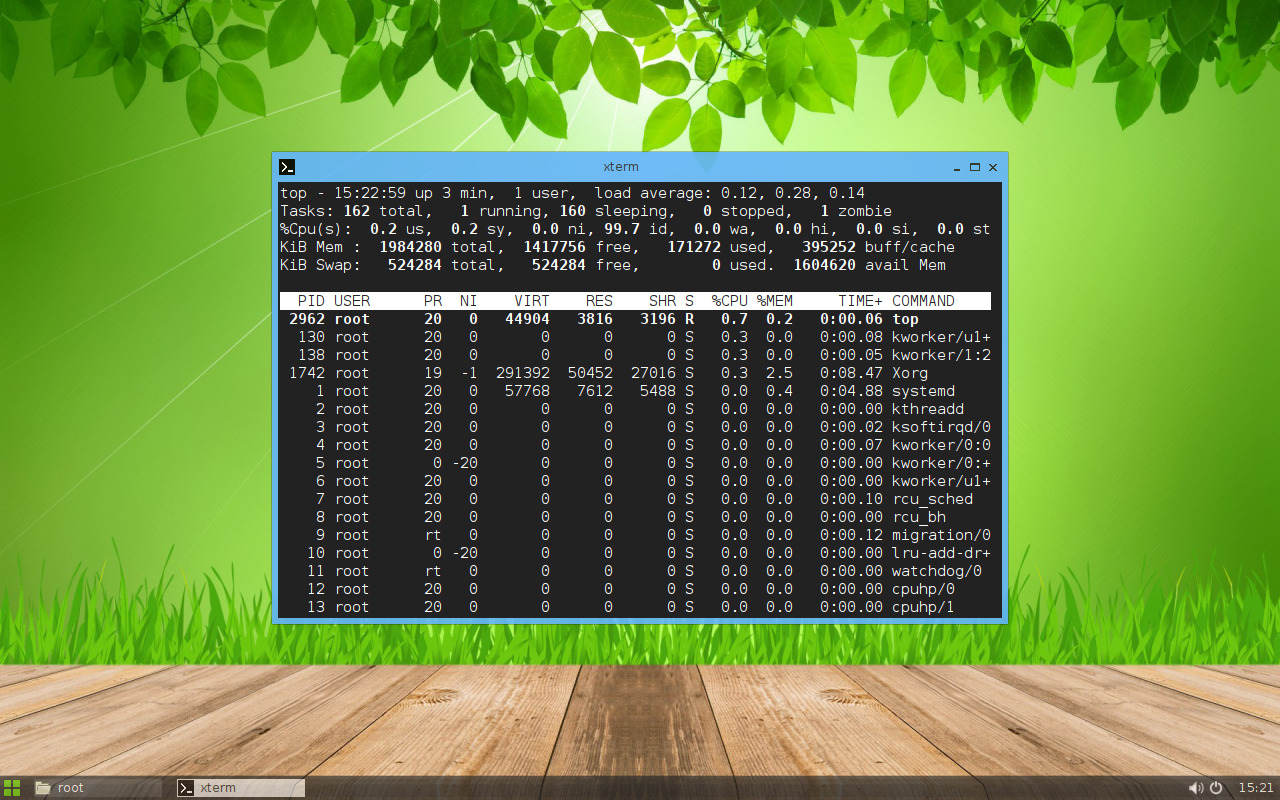 xterm
top - 15:22:59 up 3 min,  1 user,  load average: 0.12, 0.28, 0.14
Tasks: 162 total,   1 running, 160 sleeping,   0 stopped,   1 zombie
%Cpu(s):  0.2 us,  0.2 sy,  0.0 ni, 99.7 id,  0.0 wa,  0.0 hi,  0.0 si,  0.0 st
KiB Mem :  1984280 total,  1417756 free,   171272 used,   395252 buff/cache
KiB Swap:   524284 total,   524284 free,        0 used.  1604620 avail Mem
  PID USER      PR  NI    VIRT    RES    SHR S  %CPU %MEM     TIME+ COMMAND
 2962 root      20   0   44904   3816   3196 R   0.7  0.2   0:00.06 top
  130 root      20   0       0      0      0 S   0.3  0.0   0:00.08 kworker/u1+
  138 root      20   0       0      0      0 S   0.3  0.0   0:00.05 kworker/1:2
 1742 root      19  -1  291392  50452  27016 S   0.3  2.5   0:08.47 Xorg
    1 root      20   0   57768   7612   5488 S   0.0  0.4   0:04.88 systemd
    2 root      20   0       0      0      0 S   0.0  0.0   0:00.00 kthreadd
    3 root      20   0       0      0      0 S   0.0  0.0   0:00.02 ksoftirqd/0
    4 root      20   0       0      0      0 S   0.0  0.0   0:00.07 kworker/0:0
    5 root       0 -20       0      0      0 S   0.0  0.0   0:00.00 kworker/0:+
    6 root      20   0       0      0      0 S   0.0  0.0   0:00.00 kworker/u1+
    7 root      20   0       0      0      0 S   0.0  0.0   0:00.10 rcu_sched
    8 root      20   0       0      0      0 S   0.0  0.0   0:00.00 rcu_bh
    9 root      rt   0       0      0      0 S   0.0  0.0   0:00.12 migration/0
   10 root       0 -20       0      0      0 S   0.0  0.0   0:00.00 lru-add-dr+
   11 root      rt   0       0      0      0 S   0.0  0.0   0:00.00 watchdog/0
   12 root      20   0       0      0      0 S   0.0  0.0   0:00.00 cpuhp/0
   13 root      20   0       0      0      0 S   0.0  0.0   0:00.00 cpuhp/1
root xterm 15:21